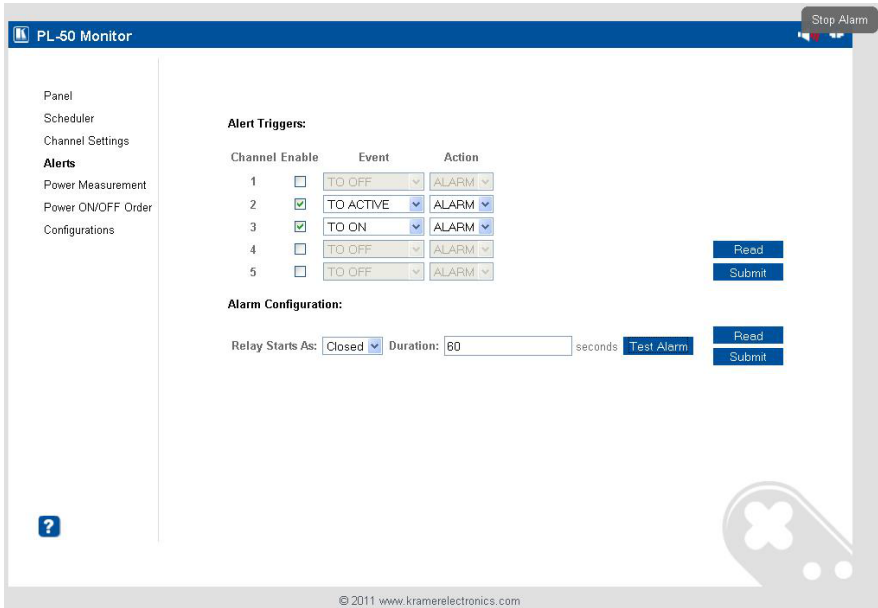 Stop Alarm
PL-50 Monitor
Panel
Scheduler
Channel Settings
Alerts
Power Measurement
Power ON/OFF Order
Configurations
Alert Triggers:
Channel Enable Event Action
1 TO OFF ALARM
2 TO ACTIVE ALARM
3 TO ON ALARM
4 TO OFF ALARM
Read
5 TO OFF ALARM
Submit
Alarm Configuration:
Relay Starts As: Closed Duration: 60 seconds Test Alarm
Read
Submit
?
© 2011 www.kramerelectronics.com